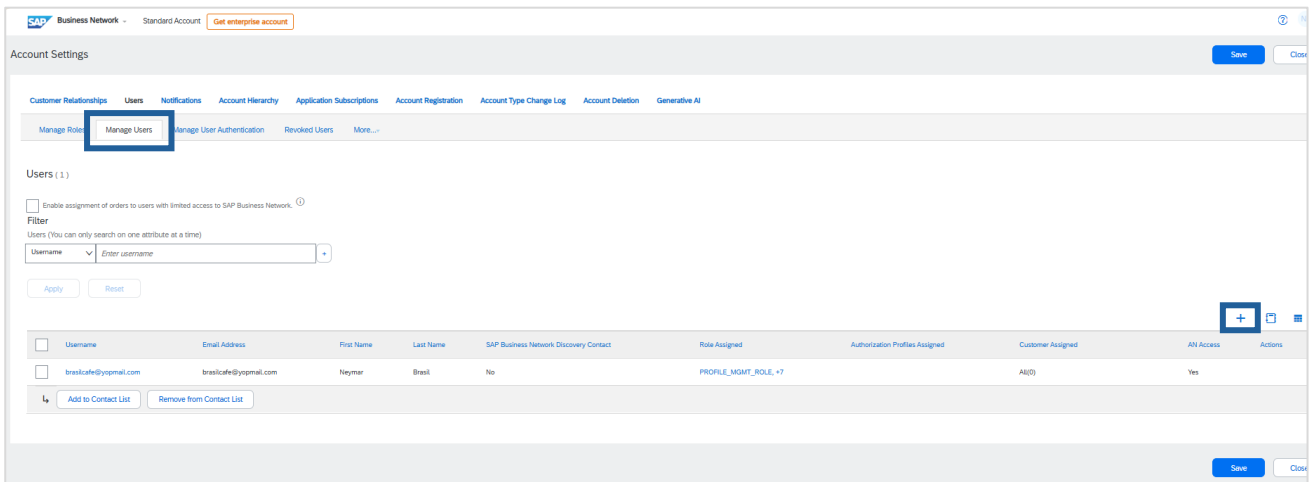 SAP Business Network Standard Account Get enterprise account
Account Settings Save Close
Customer Relationships Users Notifications Account Hierarchy Application Subscriptions Account Registration Account Type Change Log Account Deletion Generative AI
Manage Roles Manage Users Manage User Authentication Revoked Users More...
Users (1)
Enable assignment of orders to users with limited access to SAP Business Network.
Filter
Users (You can only search on one attribute at a time)
Username Enter username +
Apply Reset
+
Username Email Address First Name Last Name SAP Business Network Discovery Contact Role Assigned Authorization Profiles Assigned Customer Assigned AN Access Actions
brasilcafe@yopmail.com brasilcafe@yopmail.com Neymar Brasil No PROFILE_MGMT_ROLE, +7 All(0) Yes
Add to Contact List Remove from Contact List
Save Close